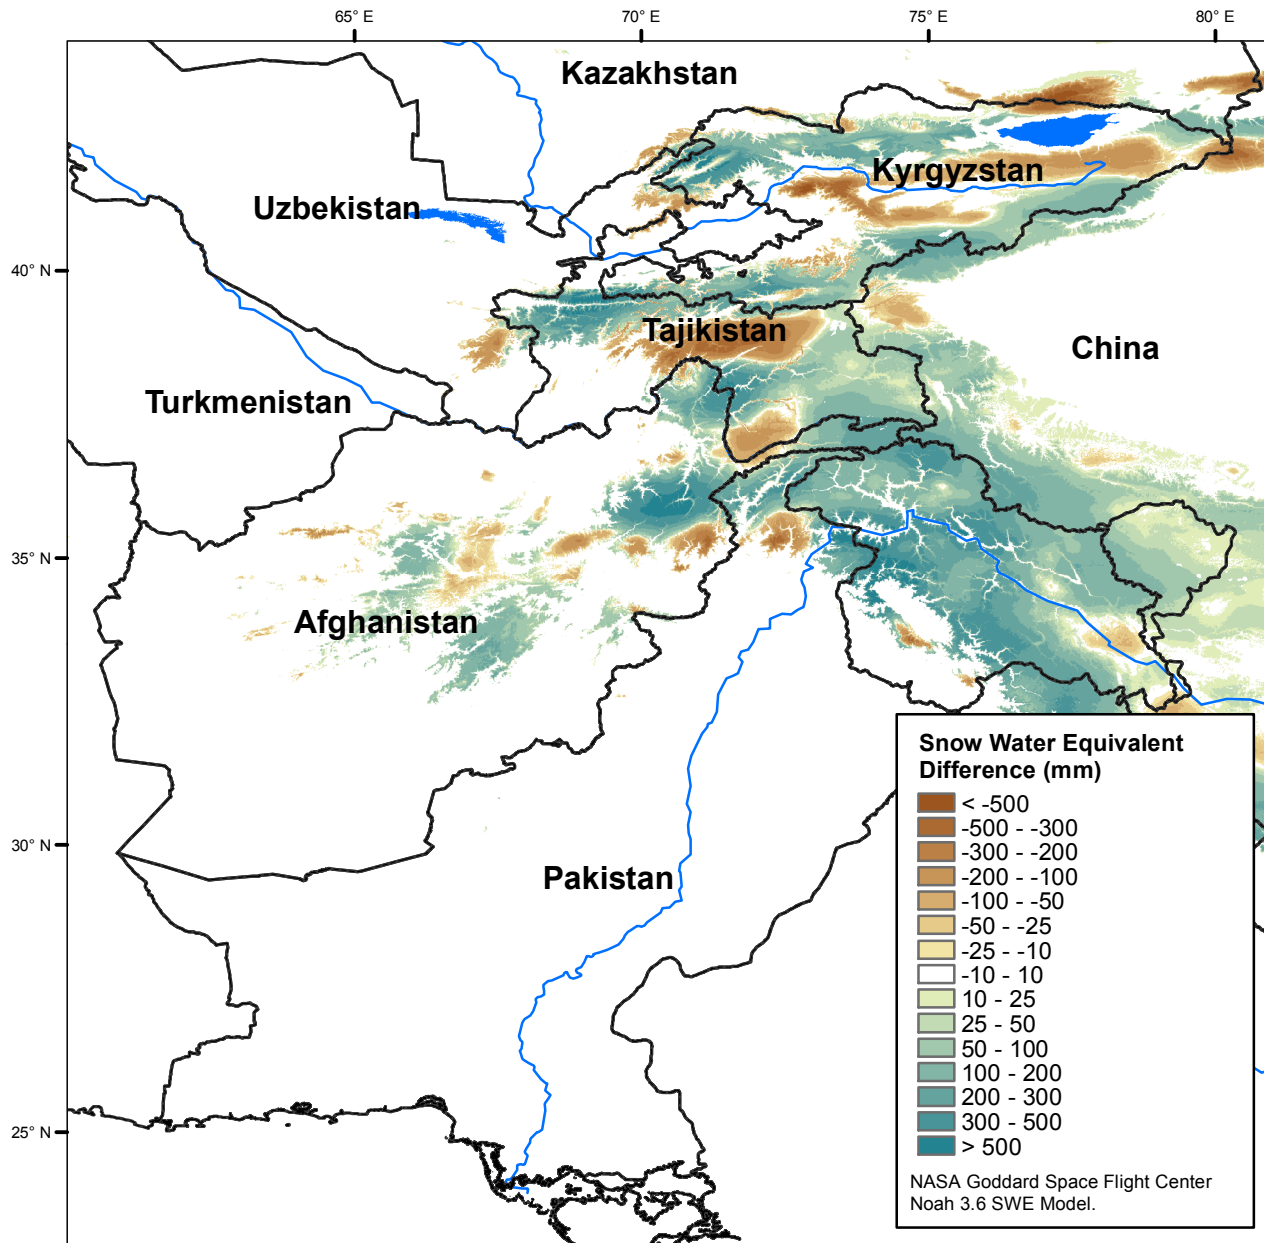 65° E
70° E
75° E
80° E
Kazakhstan
Kyrgyzstan
Uzbekistan
40° N
Tajikistan
China
Turkmenistan
35° N
Afghanistan
30° N
Pakistan
25° N
Snow Water Equivalent
Difference (mm)
< -500
-500 - -300
-300 - -200
-200 - -100
-100 - -50
-50 - -25
-25 - -10
-10 - 10
10 - 25
25 - 50
50 - 100
100 - 200
200 - 300
300 - 500
> 500
NASA Goddard Space Flight Center
Noah 3.6 SWE Model.